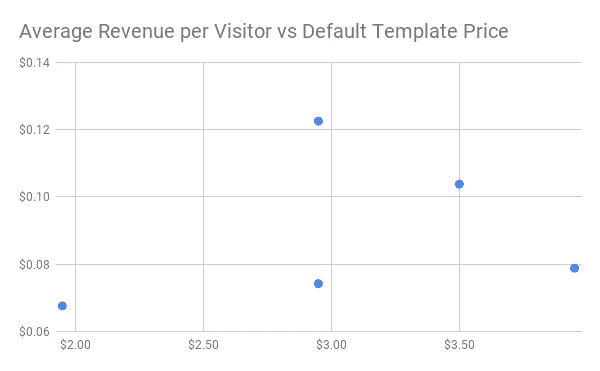 Average Revenue per Visitor vs Default Template Price
$0.14
$0.12
$0.10
$0.08
$0.06
$2.00 $2.50 $3.00 $3.50